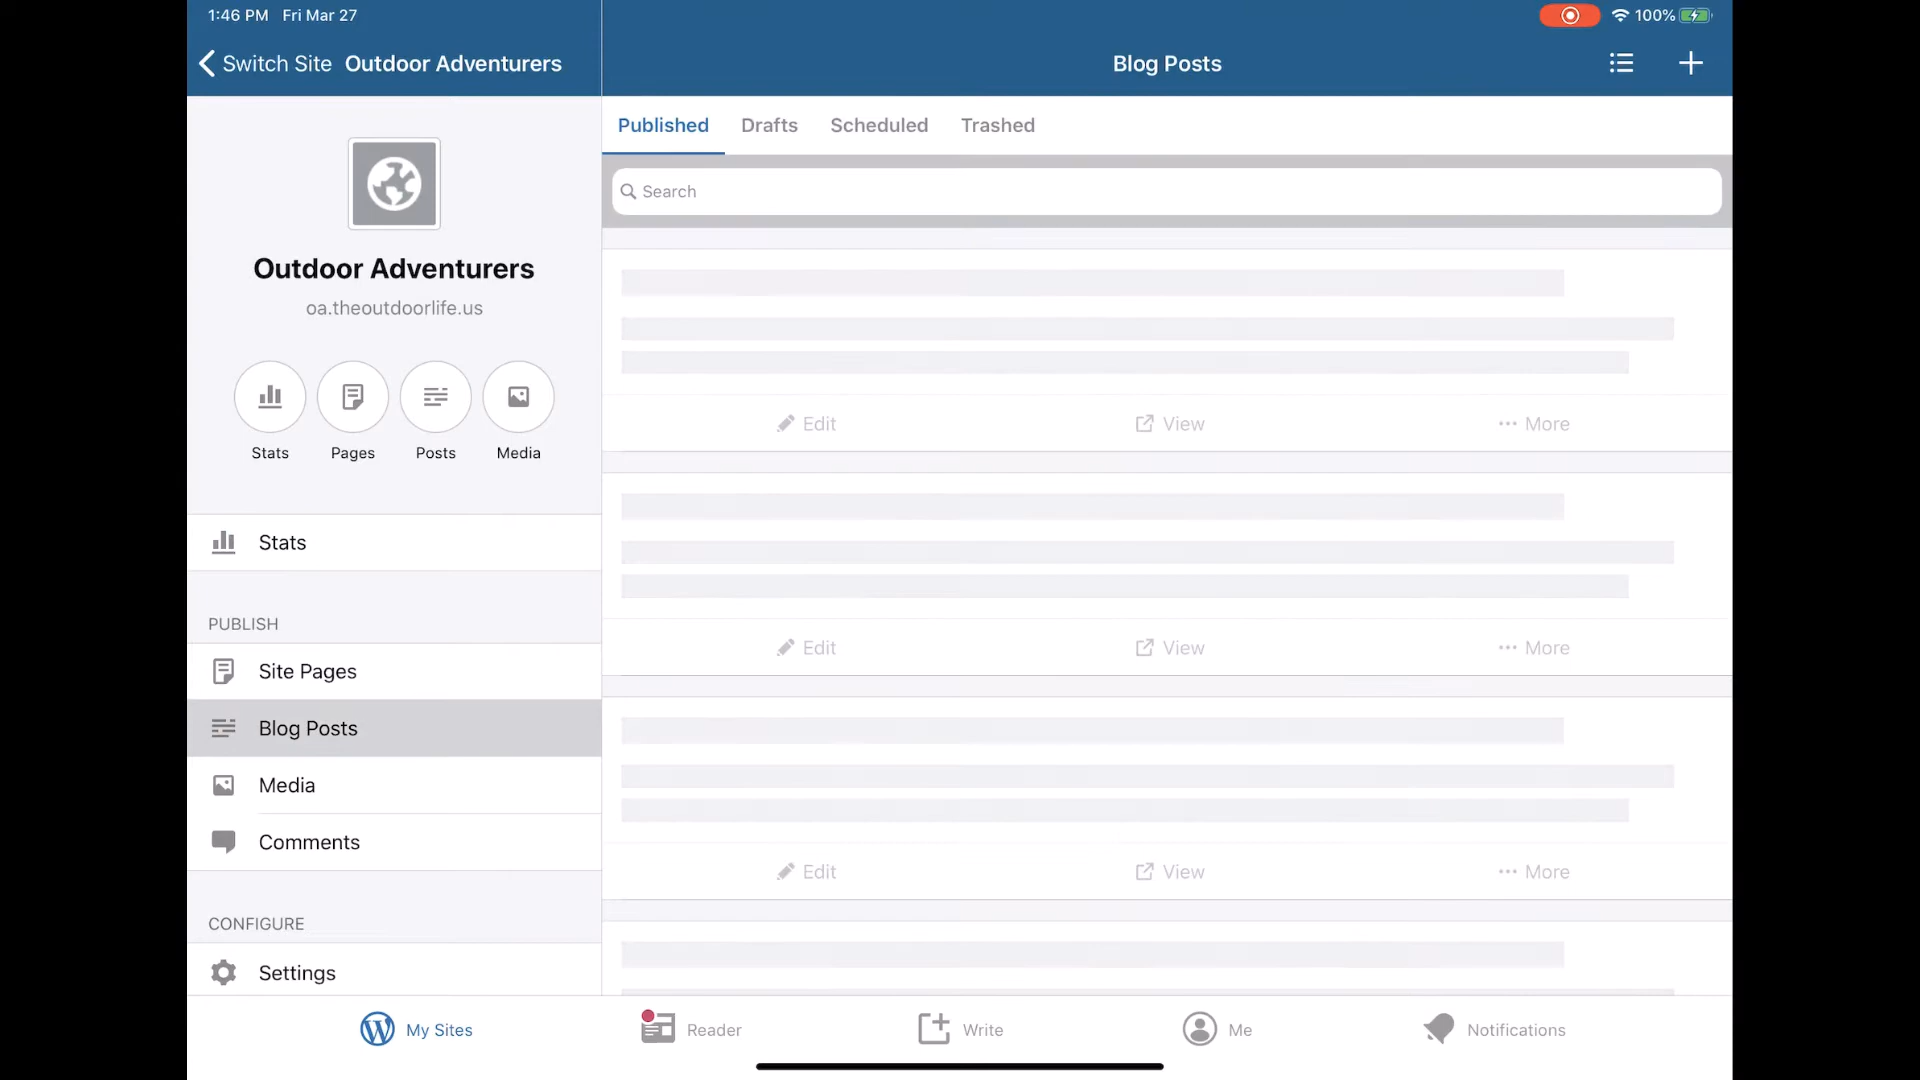 1:46 PM Fri Mar 27
100%
Switch Site Outdoor Adventurers
Blog Posts
Published Drafts Scheduled Trashed
Search
Outdoor Adventurers
oa.theoutdoorlife.us
Stats Pages Posts Media
Stats
PUBLISH
Site Pages
Blog Posts
Media
Comments
CONFIGURE
Settings
Edit View More
Edit View More
Edit View More
My Sites Reader Write Me Notifications